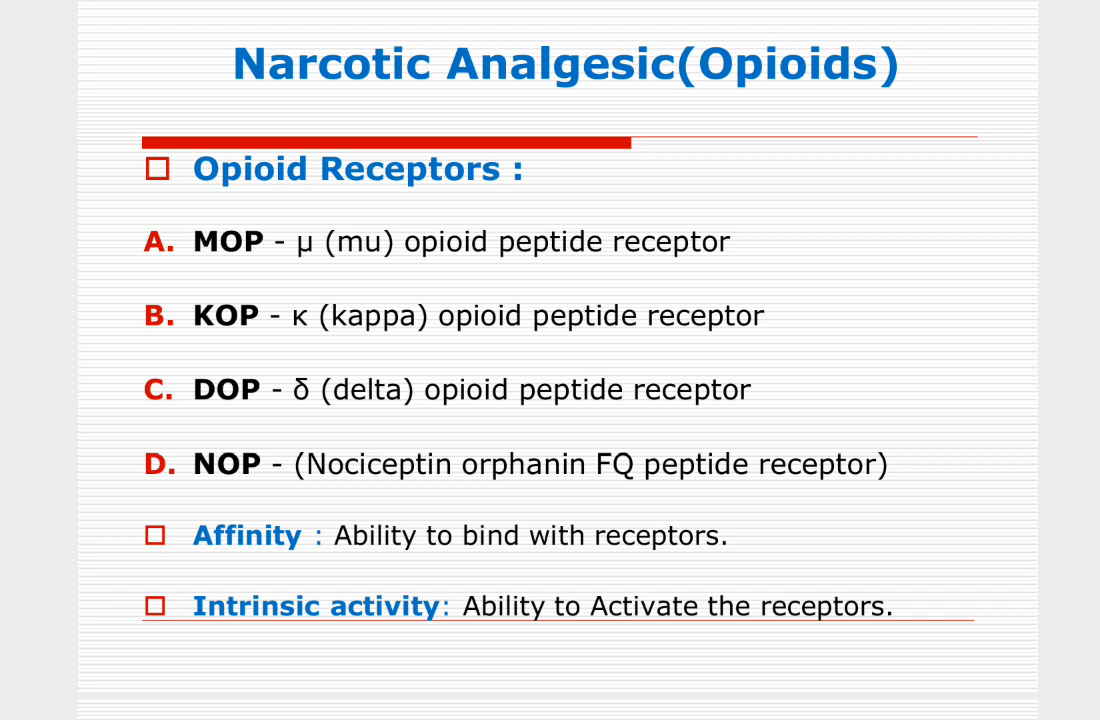 Narcotic Analgesic(Opioids)
Opioid Receptors :
A. MOP - µ (mu) opioid peptide receptor
B. KOP - κ (kappa) opioid peptide receptor
C. DOP - δ (delta) opioid peptide receptor
D. NOP - (Nociceptin orphanin FQ peptide receptor)
Affinity : Ability to bind with receptors.
Intrinsic activity: Ability to Activate the receptors.